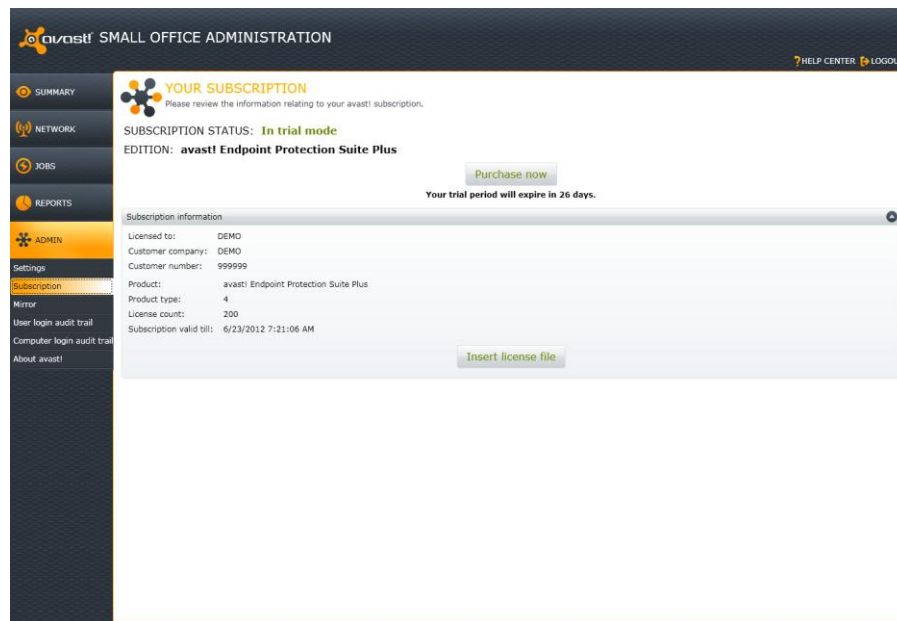 avast! SMALL OFFICE ADMINISTRATION
? HELP CENTER LOGOU
SUMMARY
NETWORK
JOBS
REPORTS
ADMIN
Settings
Subscription
Mirror
User login audit trail
Computer login audit trail
About avast!
YOUR SUBSCRIPTION
Please review the information relating to your avast! subscription.
SUBSCRIPTION STATUS: In trial mode
EDITION: avast! Endpoint Protection Suite Plus
Purchase now
Your trial period will expire in 26 days.
Subscription information
Licensed to: DEMO
Customer company: DEMO
Customer number: 999999
Product: avast! Endpoint Protection Suite Plus
Product type: 4
License count: 200
Subscription valid till: 6/23/2012 7:21:06 AM
Insert license file